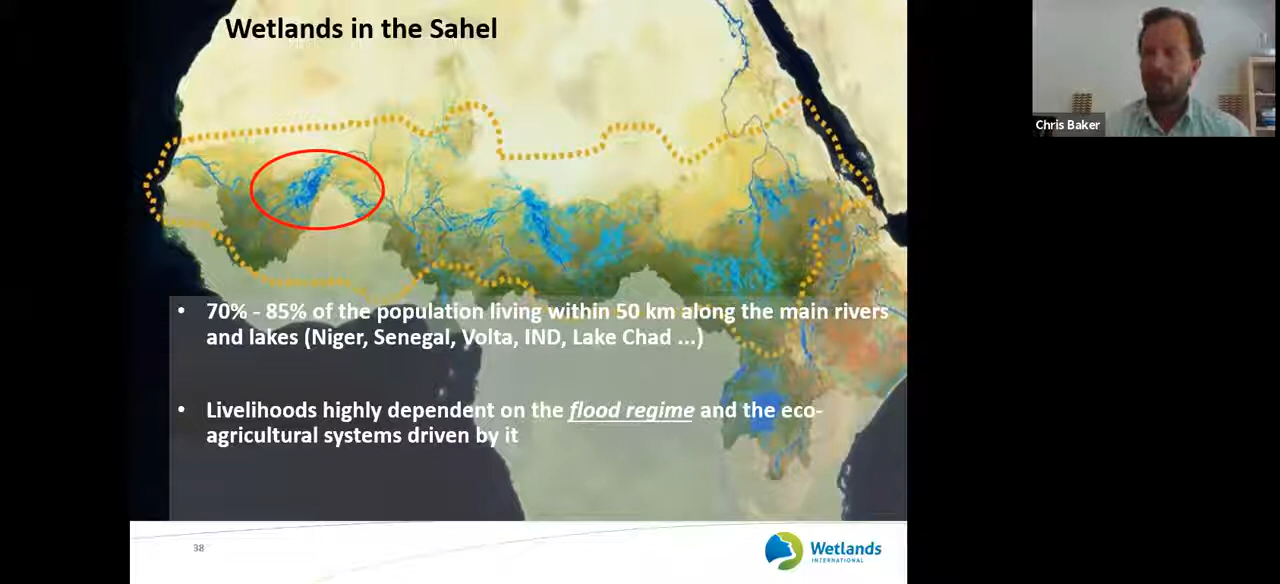 Wetlands in the Sahel
Chris Baker
• 70% - 85% of the population living within 50 km along the main rivers
and lakes (Niger, Senegal, Volta, IND, Lake Chad ...)
• Livelihoods highly dependent on the flood regime and the eco-
agricultural systems driven by it
38
Wetlands
INTERNATIONAL